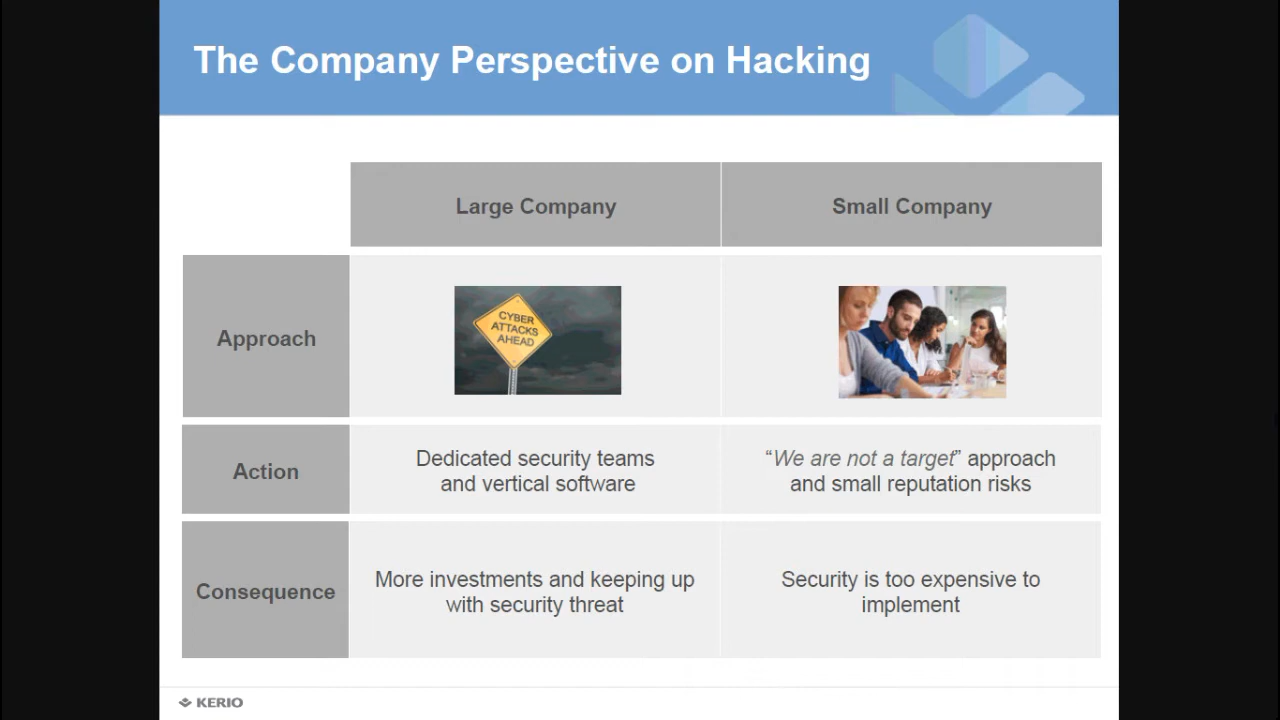 The Company Perspective on Hacking
Large Company
Small Company
Approach
CYBER
ATTACKS
AHEAD
Action
Dedicated security teams
and vertical software
“We are not a target” approach
and small reputation risks
Consequence
More investments and keeping up
with security threat
Security is too expensive to
implement
KERIO